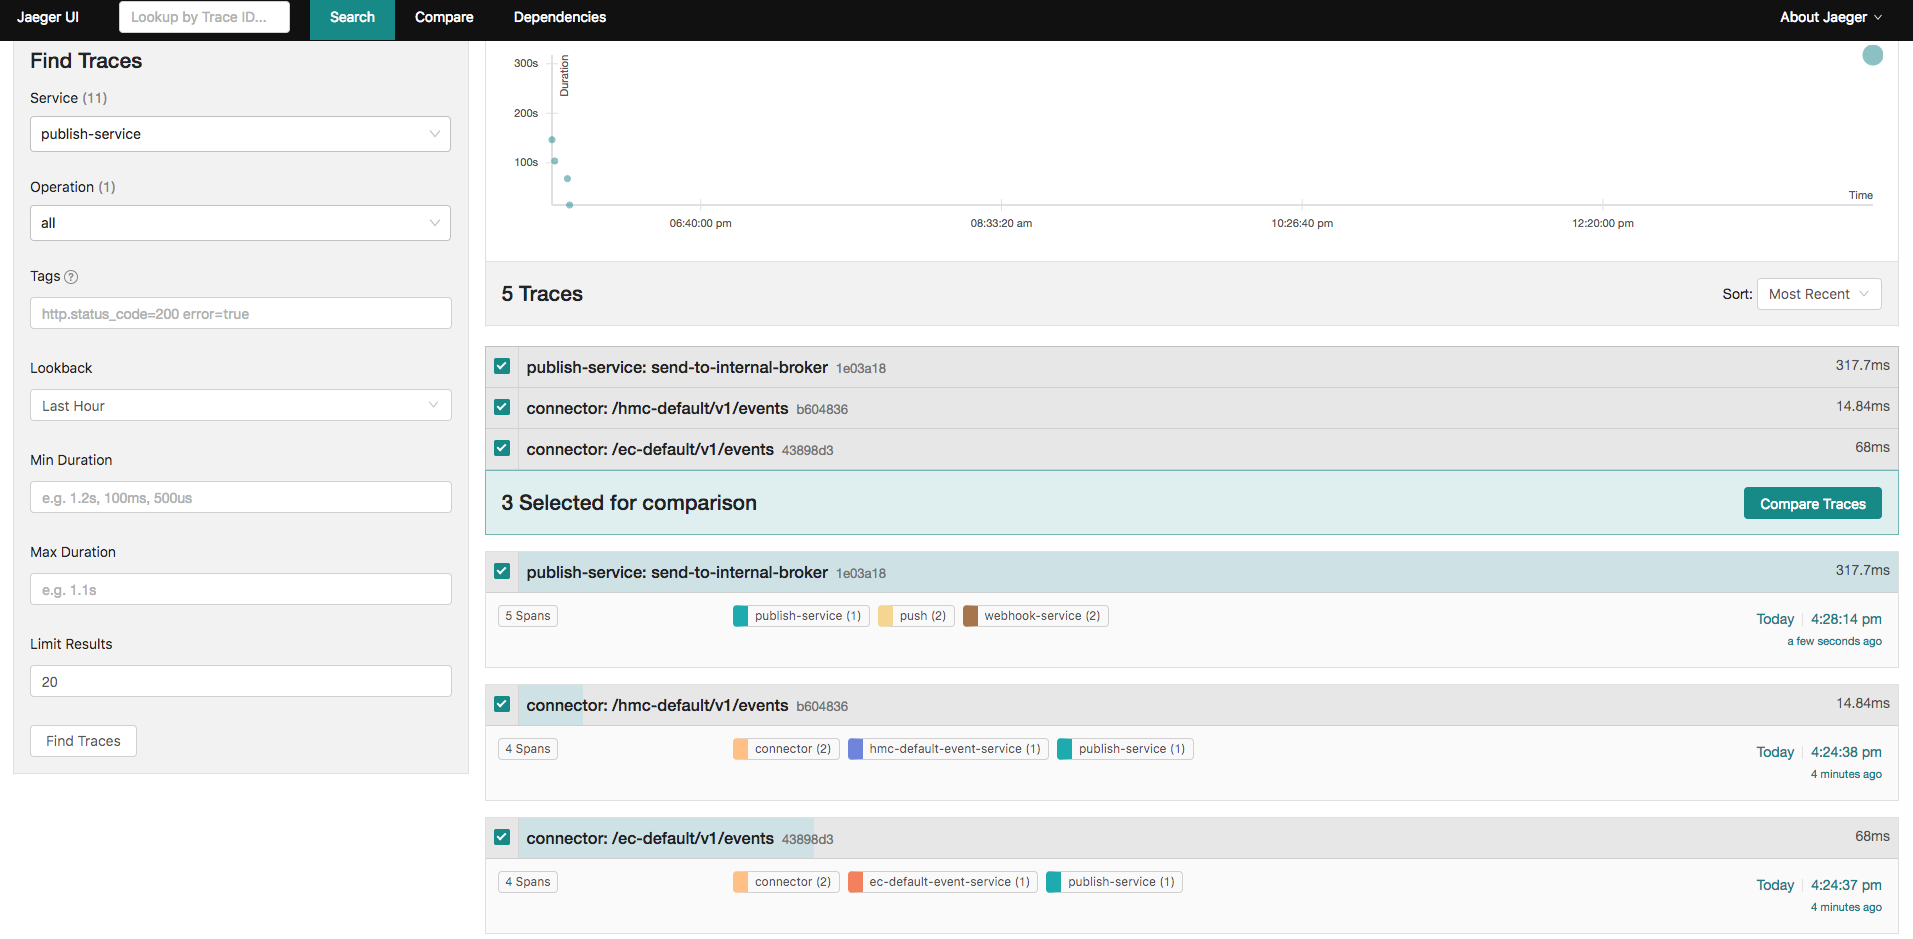 Jaeger UI
Lookup by Trace ID...
Search
Compare
Dependencies
About Jaeger
Find Traces
Service (11)
publish-service
Operation (1)
all
Tags ?
http.status_code=200 error=true
Lookback
Last Hour
Min Duration
e.g. 1.2s, 100ms, 500us
Max Duration
e.g. 1.1s
Limit Results
20
Find Traces
Duration
300s
200s
100s
Time
06:40:00 pm
08:33:20 am
10:26:40 pm
12:20:00 pm
5 Traces
Sort: Most Recent
publish-service: send-to-internal-broker 1e03a18 317.7ms
connector: /hmc-default/v1/events b604836 14.84ms
connector: /ec-default/v1/events 43898d3 68ms
3 Selected for comparison
Compare Traces
publish-service: send-to-internal-broker 1e03a18 317.7ms
5 Spans
publish-service (1)
push (2)
webhook-service (2)
Today 4:28:14 pm
a few seconds ago
connector: /hmc-default/v1/events b604836 14.84ms
4 Spans
connector (2)
hmc-default-event-service (1)
publish-service (1)
Today 4:24:38 pm
4 minutes ago
connector: /ec-default/v1/events 43898d3 68ms
4 Spans
connector (2)
ec-default-event-service (1)
publish-service (1)
Today 4:24:37 pm
4 minutes ago